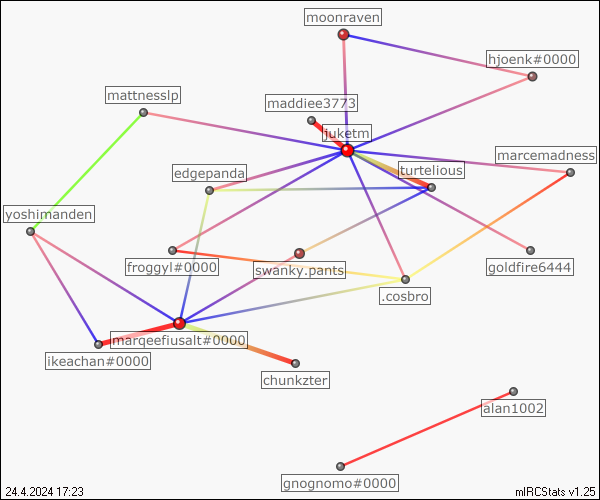 moonraven
hjoenk#0000
mattnesslp
maddiee3773
juketm
marcemadness
edgepanda
turtelious
yoshimanden
froggyl#0000
swanky.pants
goldfire6444
.cosbro
marqeefiusalt#0000
ikeachan#0000
chunkzter
alan1002
gnognomo#0000
24.4.2024 17:23
mIRCStats v1.25